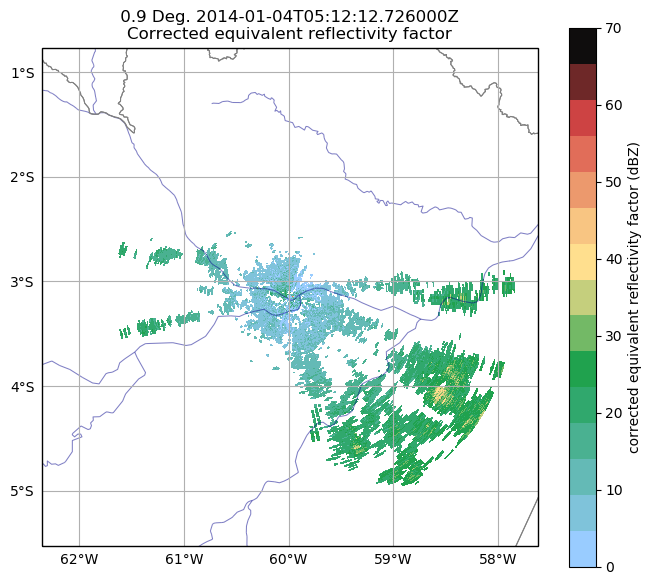 0.9 Deg. 2014-01-04T05:12:12.726000Z
Corrected equivalent reflectivity factor
1°S
2°S
3°S
4°S
5°S
62°W 61°W 60°W 59°W 58°W
70
60
50
40
30
20
10
0
corrected equivalent reflectivity factor (dBZ)